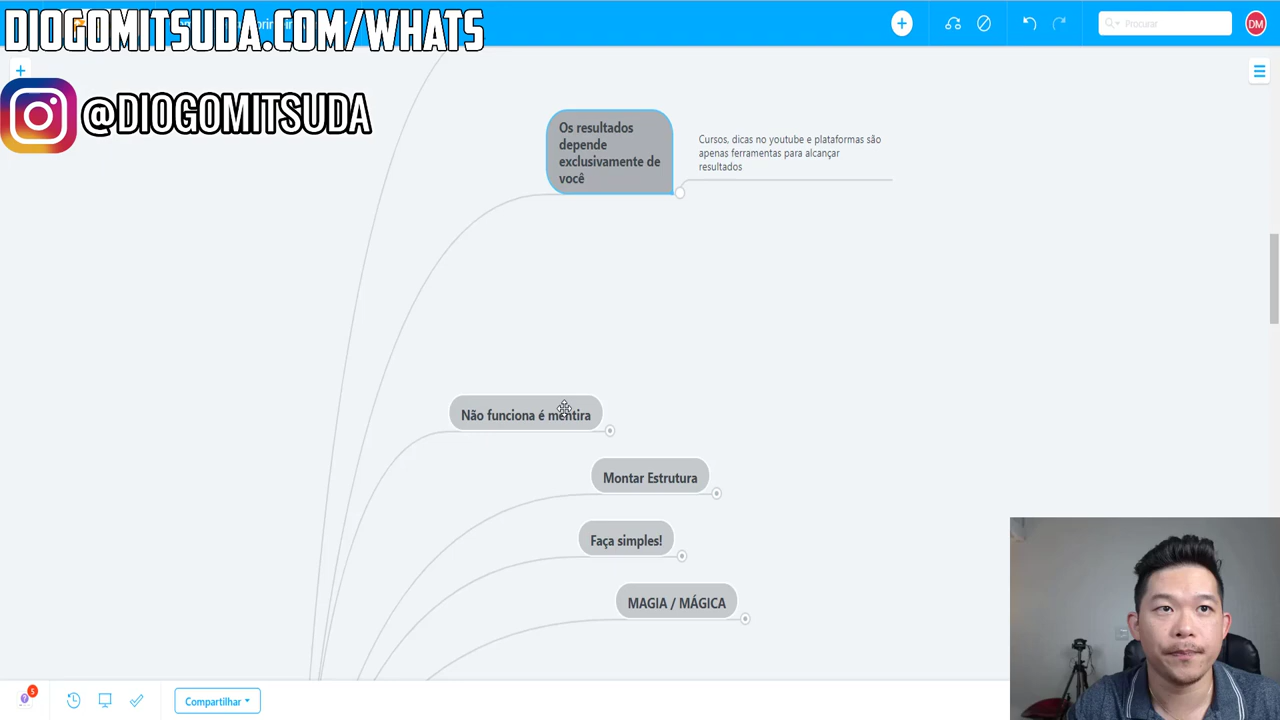 DIOGOMITSUDA.COM/WHATS
Procurar
DM
@DIOGOMITSUDA
Os resultados
depende
exclusivamente de
você
Cursos, dicas no youtube e plataformas são
apenas ferramentas para alcançar
resultados
Não funciona é mentira
Montar Estrutura
Faça simples!
MAGIA / MÁGICA
5
?
Compartilhar